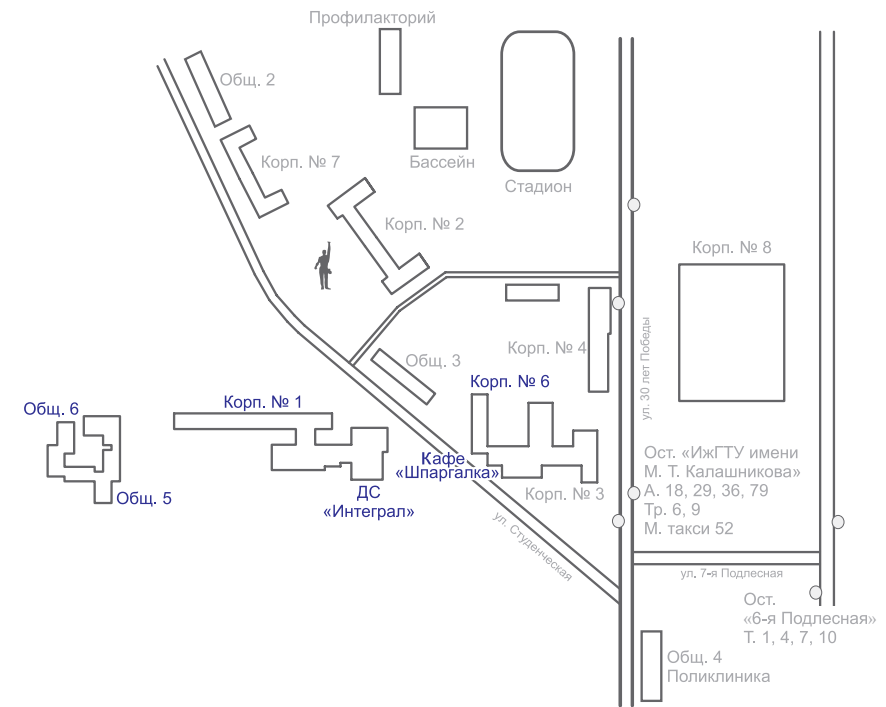 Профилакторий
Общ. 2
Бассейн
Корп. № 7
Стадион
Корп. № 2
Корп. № 8
ул. 30 лет Победы
Корп. № 4
Общ. 3
Корп. № 6
Корп. № 1
Общ. 6
Общ. 5
Кафе
«Шпаргалка»
ДС
«Интеграл»
Корп. № 3
ул. Студенческая
Ост. «ИжГТУ имени
М. Т. Калашникова»
А. 18, 29, 36, 79
Тр. 6, 9
М. такси 52
ул. 7-я Подлесная
Ост.
«6-я Подлесная»
Т. 1, 4, 7, 10
Общ. 4
Поликлиника